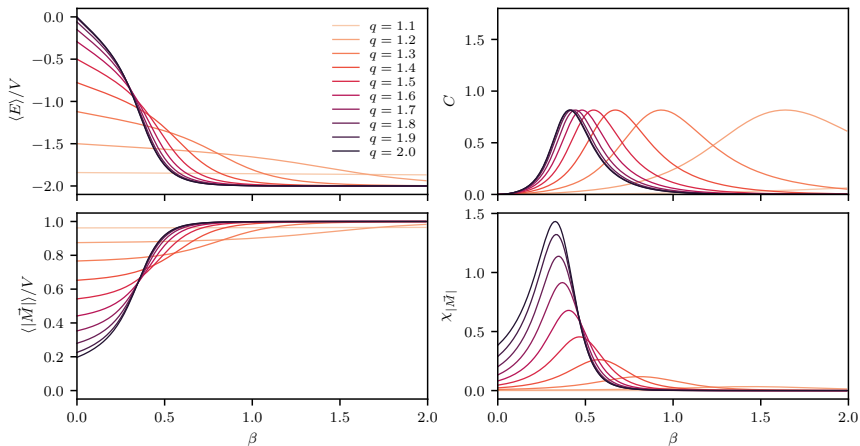 ⟨E⟩/V
0.0
−0.5
−1.0
−1.5
−2.0
q = 1.1
q = 1.2
q = 1.3
q = 1.4
q = 1.5
q = 1.6
q = 1.7
q = 1.8
q = 1.9
q = 2.0
C
1.5
1.0
0.5
0.0
⟨|M⃗|⟩/V
1.0
0.8
0.6
0.4
0.2
0.0
0.0 0.5 1.0 1.5 2.0
β
χ|M⃗|
1.5
1.0
0.5
0.0
0.0 0.5 1.0 1.5 2.0
β